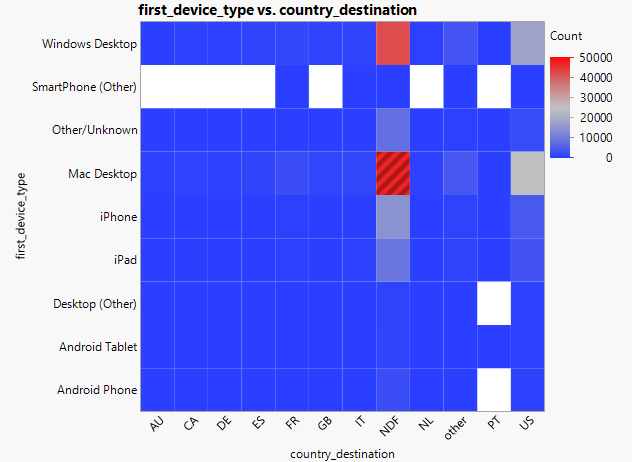 first_device_type vs. country_destination
Count
50000
40000
30000
20000
10000
0
first_device_type
Windows Desktop
SmartPhone (Other)
Other/Unknown
Mac Desktop
iPhone
iPad
Desktop (Other)
Android Tablet
Android Phone
AU
CA
DE
ES
FR
GB
IT
NDF
NL
other
PT
US
country_destination